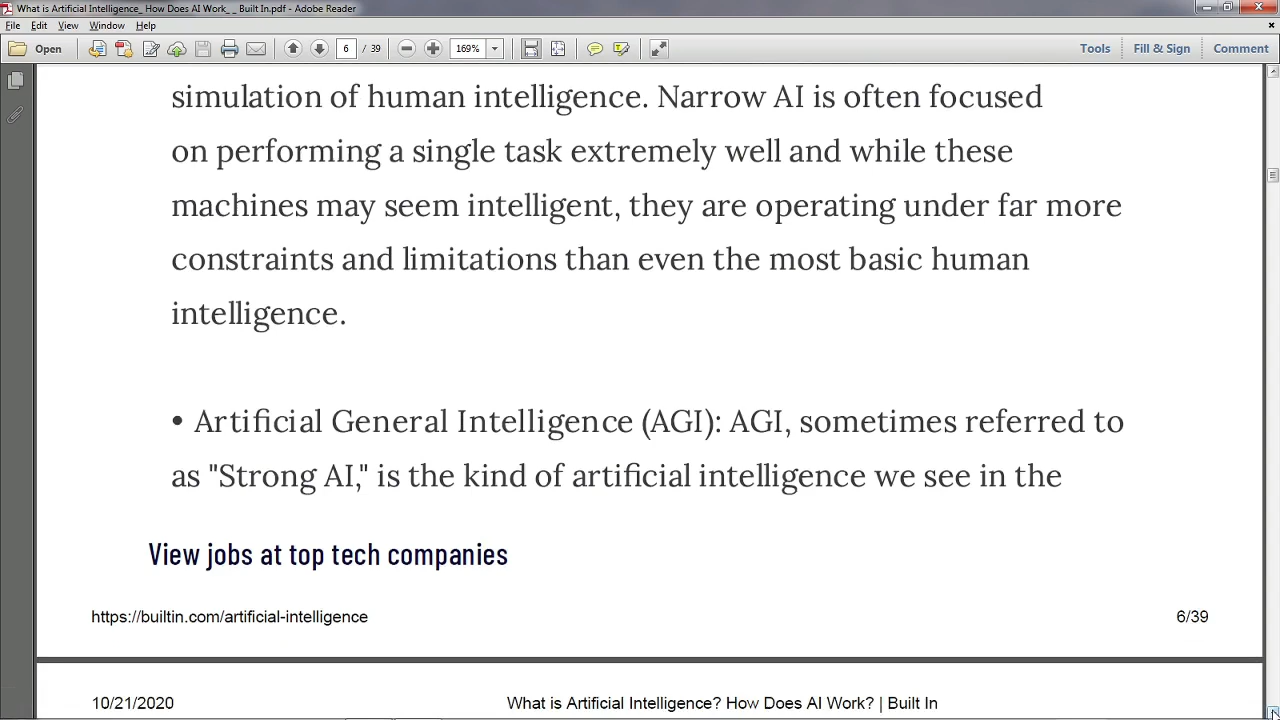 What is Artificial Intelligence_ How Does AI Work_ _ Built In.pdf - Adobe Reader
File Edit View Window Help
Open 6 / 39 169% Tools Fill & Sign Comment
simulation of human intelligence. Narrow AI is often focused
on performing a single task extremely well and while these
machines may seem intelligent, they are operating under far more
constraints and limitations than even the most basic human
intelligence.
• Artificial General Intelligence (AGI): AGI, sometimes referred to
as "Strong AI," is the kind of artificial intelligence we see in the
View jobs at top tech companies
https://builtin.com/artificial-intelligence 6/39
10/21/2020 What is Artificial Intelligence? How Does AI Work? | Built In